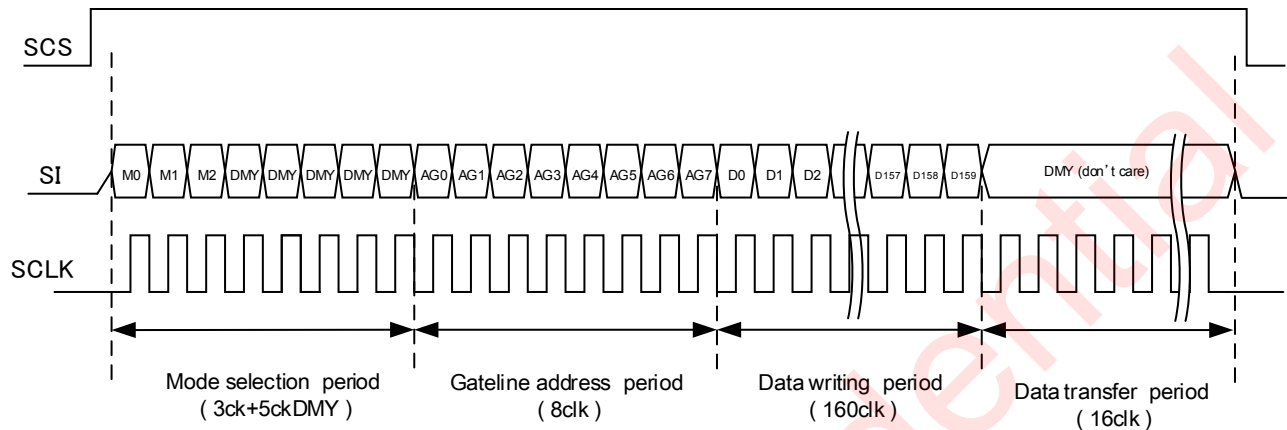 SCS
SI
M0 M1 M2 DMY DMY DMY DMY DMY AG0 AG1 AG2 AG3 AG4 AG5 AG6 AG7 D0 D1 D2 D157 D158 D159 DMY (don't care)
SCLK
Mode selection period
( 3ck+5ckDMY )
Gateline address period
( 8clk )
Data writing period
( 160clk )
Data transfer period
( 16clk )
dential